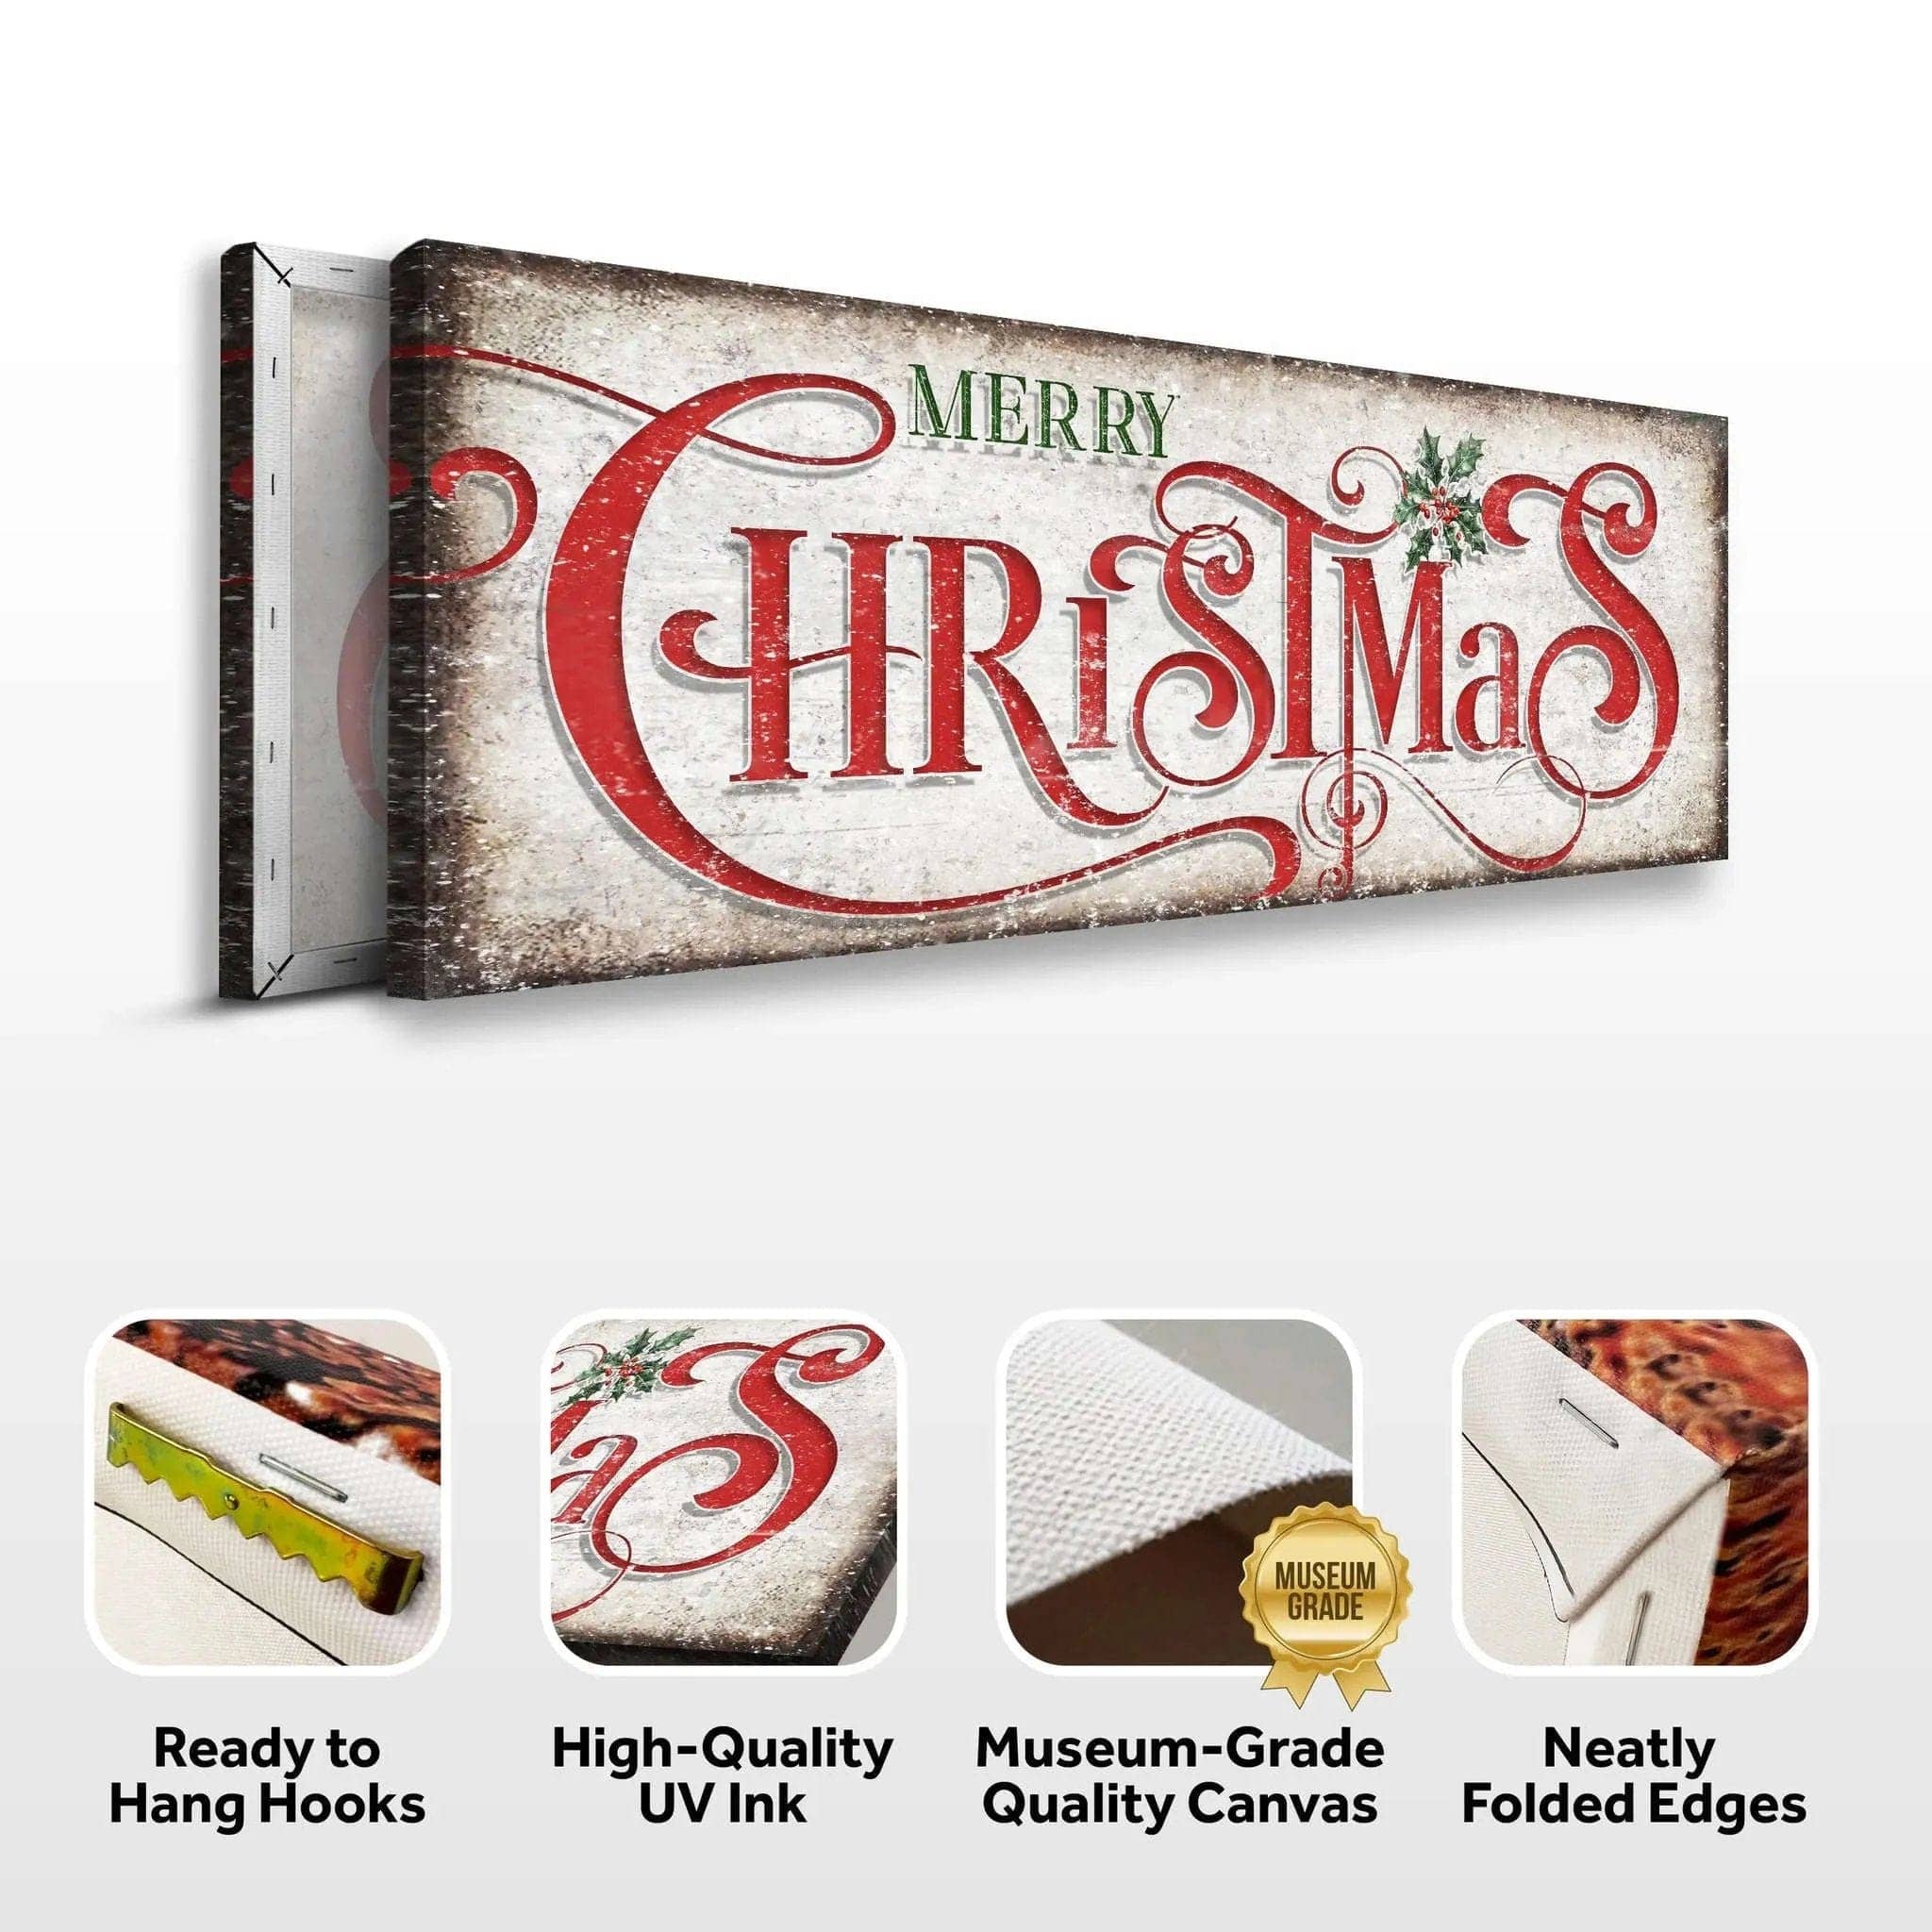 MERRY
CHRiSTMaS
aS
MUSEUM
GRADE
Ready to
Hang Hooks
High-Quality
UV Ink
Museum-Grade
Quality Canvas
Neatly
Folded Edges